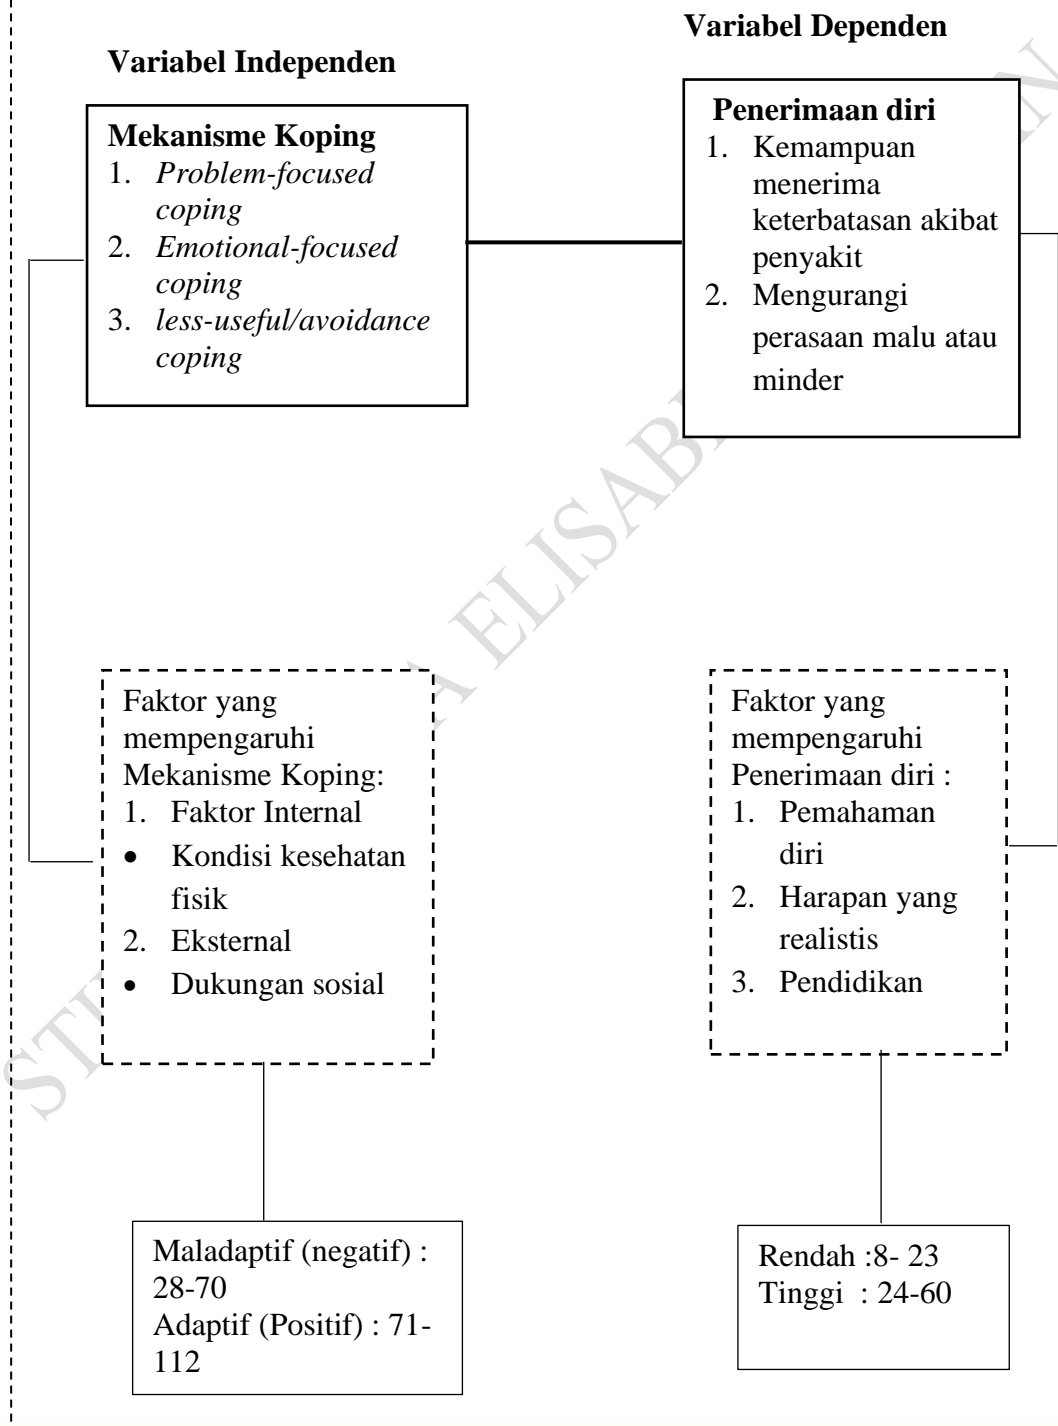 Variabel Dependen
Variabel Independen
Mekanisme Koping
1. Problem-focused
coping
2. Emotional-focused
coping
3. less-useful/avoidance
coping
Penerimaan diri
1. Kemampuan
menerima
keterbatasan akibat
penyakit
2. Mengurangi
perasaan malu atau
minder
Faktor yang
mempengaruhi
Mekanisme Koping:
1. Faktor Internal
• Kondisi kesehatan
fisik
2. Eksternal
• Dukungan sosial
Faktor yang
mempengaruhi
Penerimaan diri :
1. Pemahaman
diri
2. Harapan yang
realistis
3. Pendidikan
Maladaptif (negatif) :
28-70
Adaptif (Positif) : 71-
112
Rendah :8- 23
Tinggi : 24-60